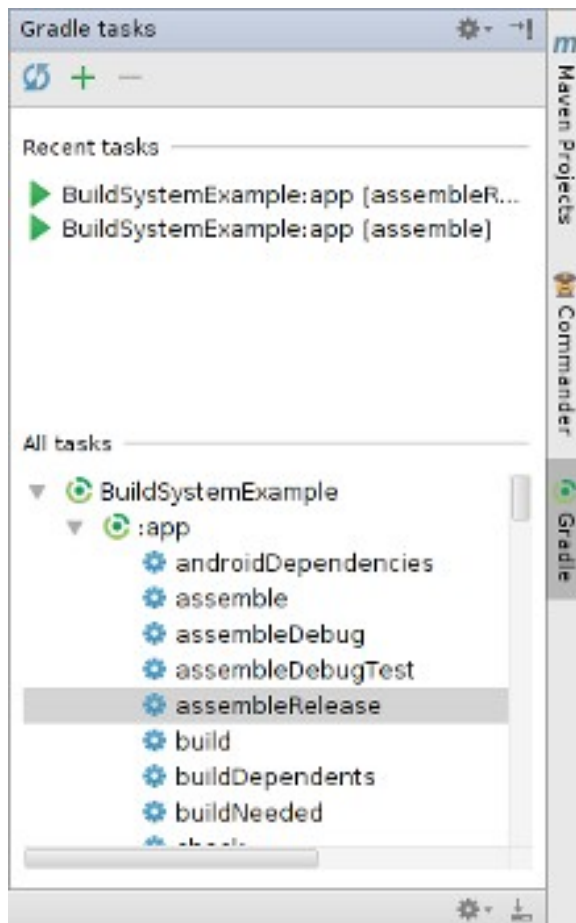 Gradle tasks
Recent tasks
BuildSystemExample:app [assembleR...
BuildSystemExample:app [assemble]
All tasks
BuildSystemExample
:app
androidDependencies
assemble
assembleDebug
assembleDebugTest
assembleRelease
build
buildDependents
buildNeeded
m Maven Projects
Commander
Gradle